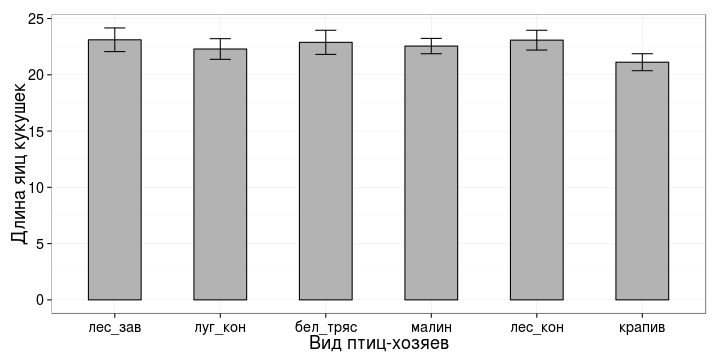 Длина яиц кукушек
25
20
15
10
5
0
лес_зав луг_кон бел_тряс малин лес_кон крапив
Вид птиц-хозяев